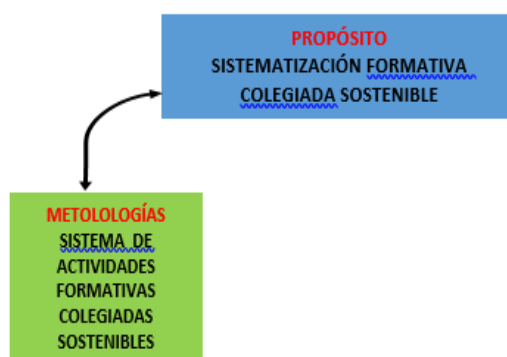 PROPÓSITO
SISTEMATIZACIÓN FORMATIVA
COLEGIADA SOSTENIBLE
METOLOLOGÍAS
SISTEMA DE
ACTIVIDADES
FORMATIVAS
COLEGIADAS
SOSTENIBLES